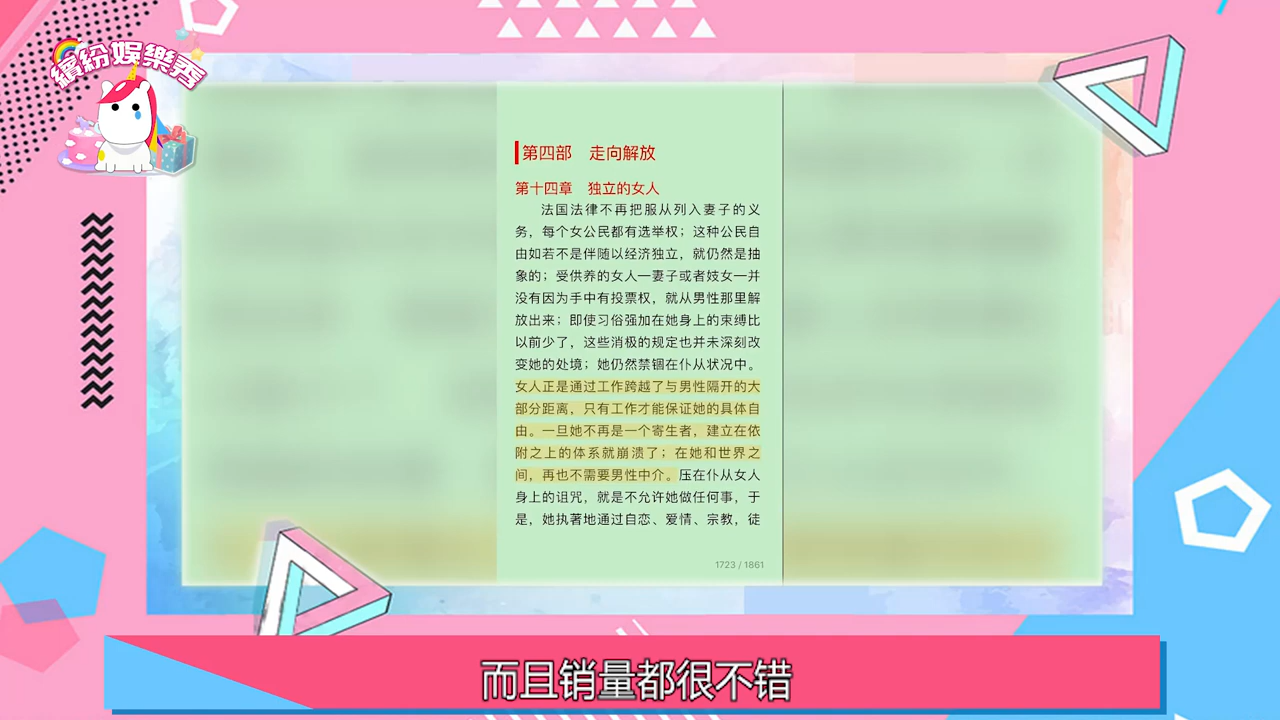 繽紛娛樂秀
第四部 走向解放
第十四章 独立的女人
法国法律不再把服从列入妻子的义
务，每个女公民都有选举权；这种公民自
由如若不是伴随以经济独立，就仍然是抽
象的；受供养的女人—妻子或者妓女—并
没有因为手中有投票权，就从男性那里解
放出来；即使习俗强加在她身上的束缚比
以前少了，这些消极的规定也并未深刻改
变她的处境；她仍然禁锢在仆从状况中。
女人正是通过工作跨越了与男性隔开的大
部分距离，只有工作才能保证她的具体自
由。一旦她不再是一个寄生者，建立在依
附之上的体系就崩溃了；在她和世界之
间，再也不需要男性中介。压在仆从女人
身上的诅咒，就是不允许她做任何事，于
是，她执著地通过自恋、爱情、宗教，徒
1723 / 1861
而且销量都很不错